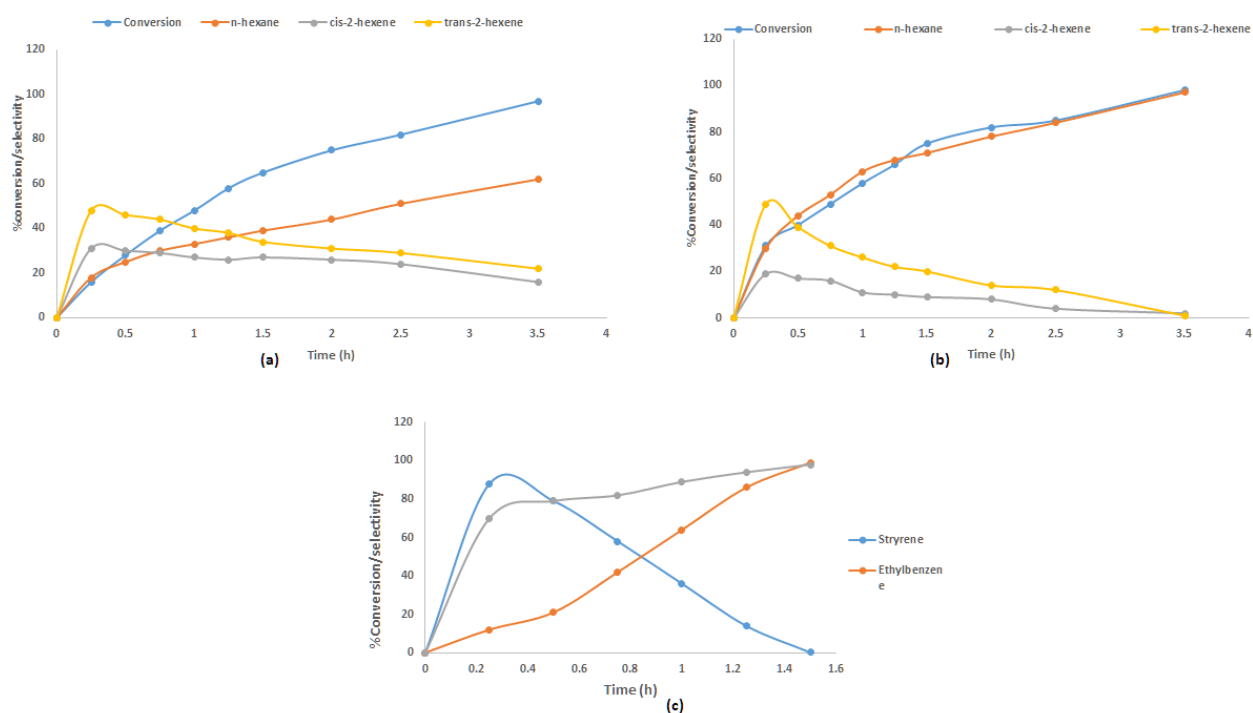 Conversion n-hexane cis-2-hexene trans-2-hexene
120
100
80
60
40
20
0
%conversion/selectivity
0 0.5 1 1.5 2 2.5 3 3.5 4
Time (h)
(a)
Conversion n-hexane cis-2-hexene trans-2-hexene
120
100
80
60
40
20
0
%Conversion/selectivity
0 0.5 1 1.5 2 2.5 3 3.5 4
Time (h)
(b)
120
100
80
60
40
20
0
%Conversion/selectivity
0 0.2 0.4 0.6 0.8 1 1.2 1.4 1.6
Time (h)
(c)
Stryrene
Ethylbenzen
e